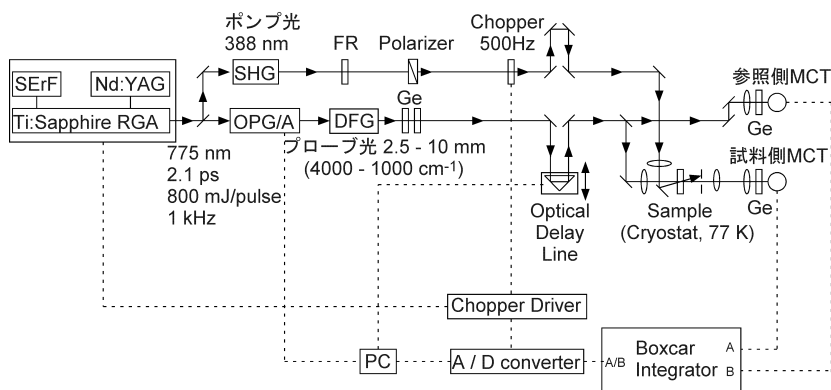 ポンプ光
388 nm
FR
Polarizer
Chopper
500Hz
SErF
Nd:YAG
SHG
参照側MCT
Ti:Sapphire RGA
OPG/A
DFG
Ge
Ge
775 nm
2.1 ps
800 mJ/pulse
1 kHz
プローブ光 2.5 - 10 mm
(4000 - 1000 cm-1)
試料側MCT
Ge
Optical
Delay
Line
Sample
(Cryostat, 77 K)
Chopper Driver
PC
A / D converter
A/B
Boxcar
Integrator
A
B